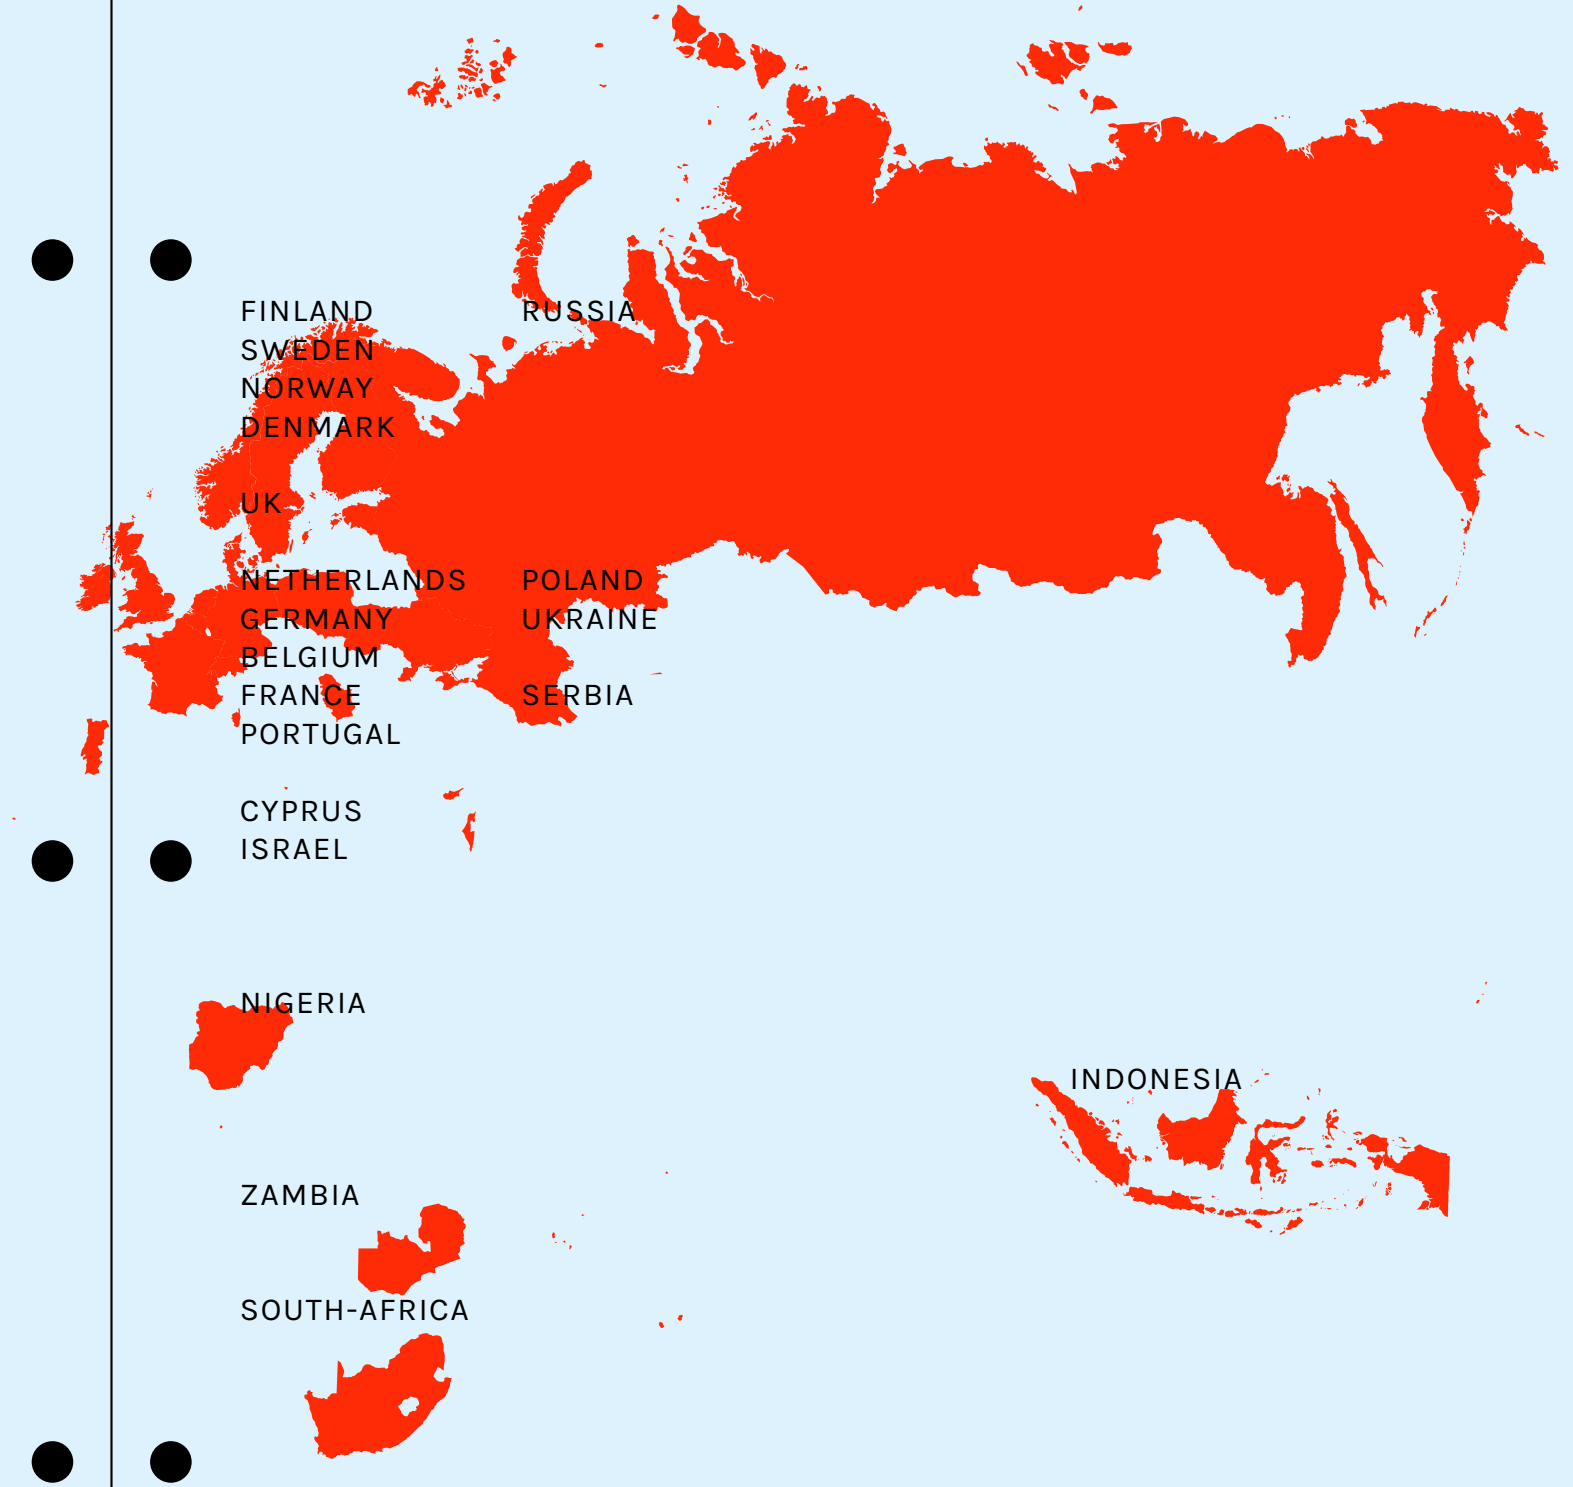 FINLAND
SWEDEN
NORWAY
DENMARK
UK
NETHERLANDS
GERMANY
BELGIUM
FRANCE
PORTUGAL
CYPRUS
ISRAEL
NIGERIA
ZAMBIA
SOUTH-AFRICA
RUSSIA
POLAND
UKRAINE
SERBIA
INDONESIA